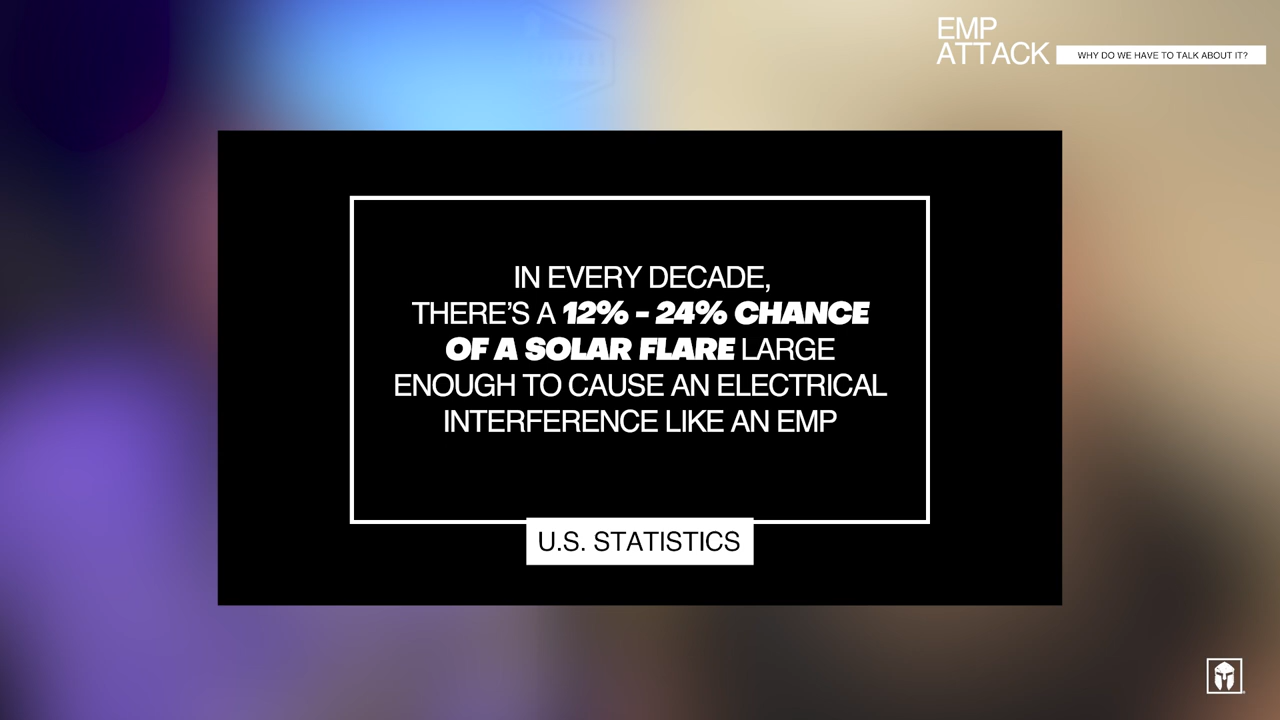 EMP
ATTACK
WHY DO WE HAVE TO TALK ABOUT IT?
IN EVERY DECADE,
THERE'S A 12% - 24% CHANCE
OF A SOLAR FLARE LARGE
ENOUGH TO CAUSE AN ELECTRICAL
INTERFERENCE LIKE AN EMP
U.S. STATISTICS